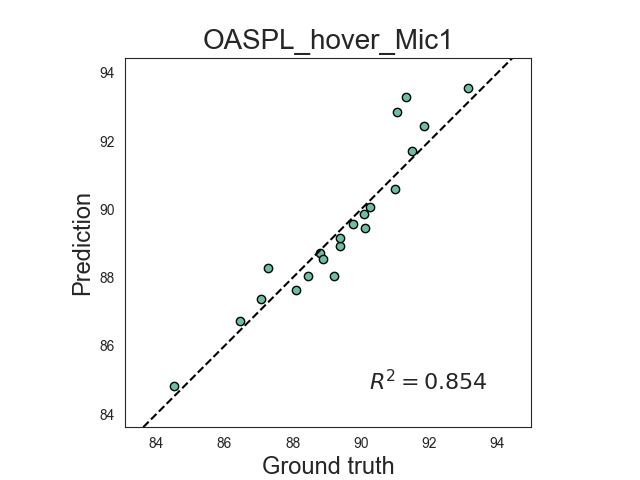 OASPL_hover_Mic1
94
92
90
88
86
84
Prediction
R² = 0.854
84 86 88 90 92 94
Ground truth